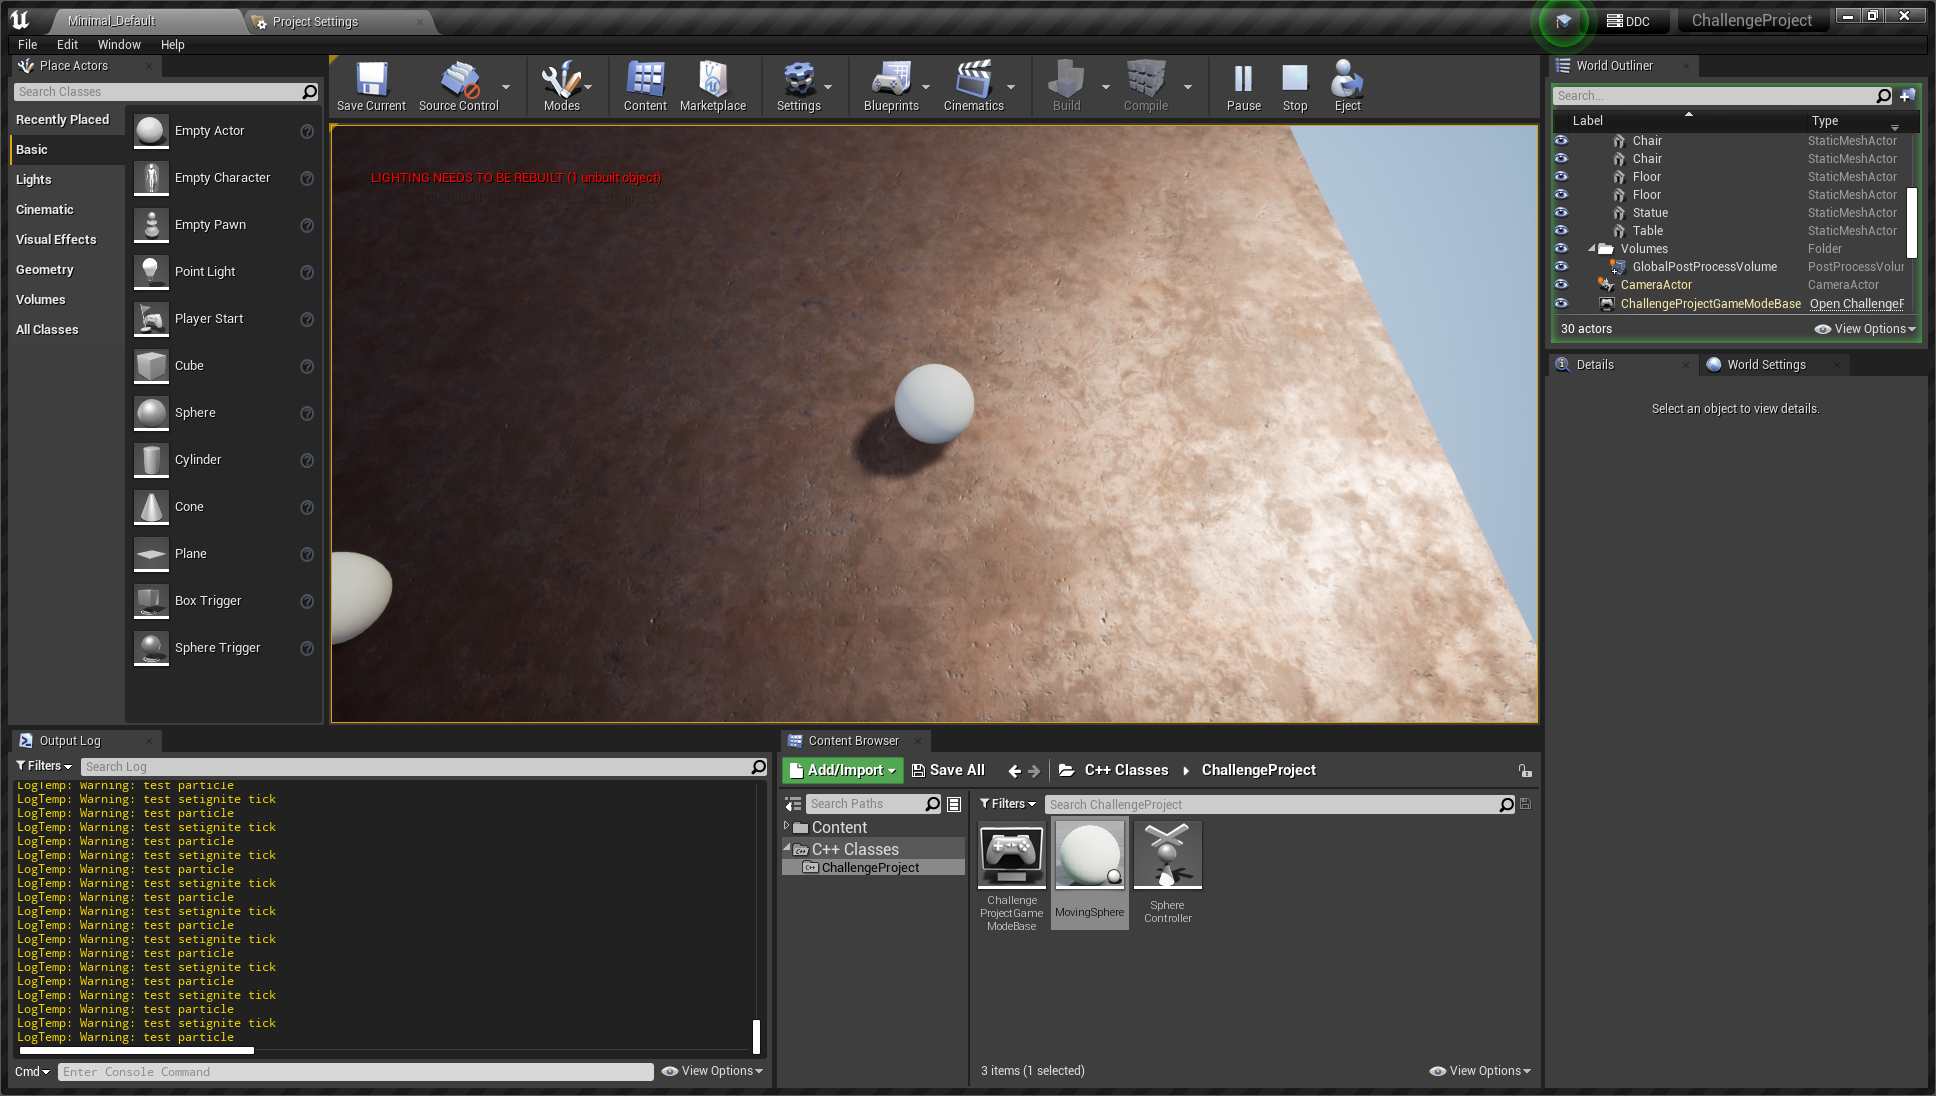 Minimal_Default
Project Settings
DDC
ChallengeProject
File Edit Window Help
Place Actors
Search Classes
Recently Placed
Basic
Lights
Cinematic
Visual Effects
Geometry
Volumes
All Classes
Empty Actor
Empty Character
Empty Pawn
Point Light
Player Start
Cube
Sphere
Cylinder
Cone
Plane
Box Trigger
Sphere Trigger
Save Current
Source Control
Modes
Content
Marketplace
Settings
Blueprints
Cinematics
Build
Compile
Pause
Stop
Eject
LIGHTING NEEDS TO BE REBUILT (1 unbuilt object)
World Outliner
Search...
Label Type
Chair StaticMeshActor
Chair StaticMeshActor
Floor StaticMeshActor
Floor StaticMeshActor
Statue StaticMeshActor
Table StaticMeshActor
Volumes Folder
GlobalPostProcessVolume PostProcessVolur
CameraActor CameraActor
ChallengeProjectGameModeBase Open ChallengeF
30 actors
View Options
Details
World Settings
Select an object to view details.
Output Log
Filters
Search Log
LogTemp: Warning: test particle
LogTemp: Warning: test setignite tick
LogTemp: Warning: test particle
LogTemp: Warning: test setignite tick
LogTemp: Warning: test particle
LogTemp: Warning: test setignite tick
LogTemp: Warning: test particle
LogTemp: Warning: test setignite tick
LogTemp: Warning: test particle
LogTemp: Warning: test setignite tick
LogTemp: Warning: test particle
LogTemp: Warning: test setignite tick
LogTemp: Warning: test particle
LogTemp: Warning: test setignite tick
LogTemp: Warning: test particle
LogTemp: Warning: test setignite tick
LogTemp: Warning: test particle
LogTemp: Warning: test setignite tick
LogTemp: Warning: test particle
Cmd
Enter Console Command
View Options
Content Browser
Add/Import
Save All
C++ Classes
ChallengeProject
Search Paths
Content
C++ Classes
ChallengeProject
Filters
Search ChallengeProject
Challenge
ProjectGame
ModeBase
MovingSphere
Sphere
Controller
3 items (1 selected)
View Options